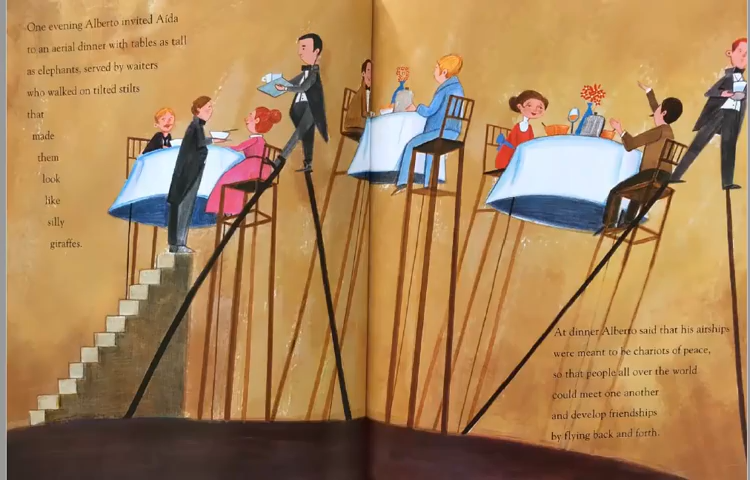 One evening Alberto invited Aída
to an aerial dinner with tables as tall
as elephants, served by waiters
who walked on tilted stilts
that
made
them
look
like
silly
giraffes.
At dinner Alberto said that his airships
were meant to be chariots of peace,
so that people all over the world
could meet one another
and develop friendships
by flying back and forth.